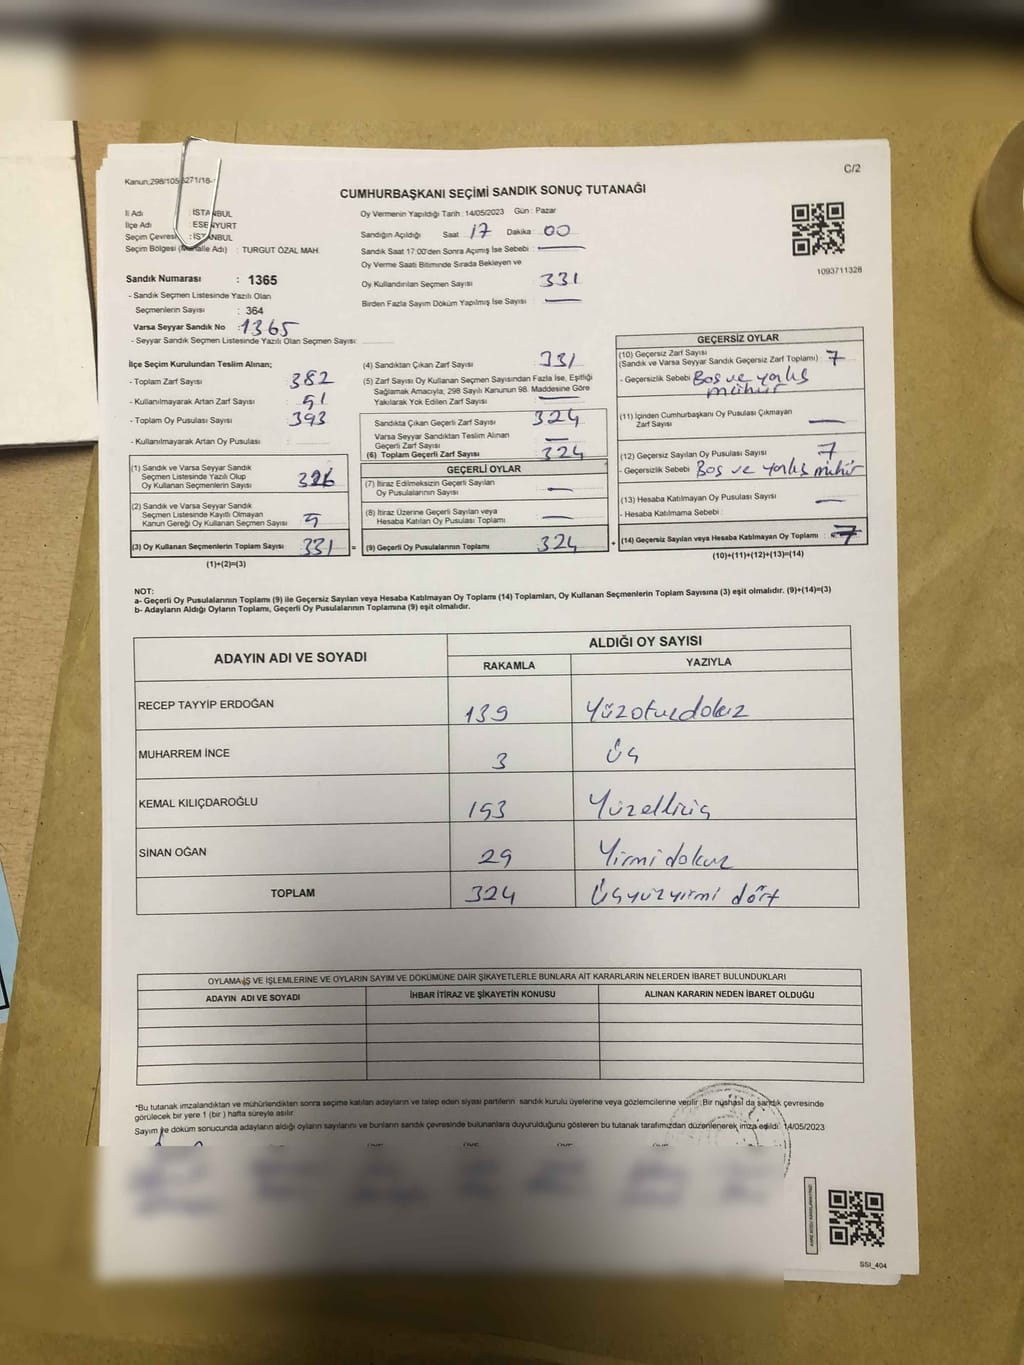 C/2
Kanun;298/105
271/18-
CUMHURBAŞKANI SEÇİMİ SANDIK SONUÇ TUTANAĞI
İl Adı : İSTANBUL
İlçe Adı : ESENYURT
Seçim Çevresi : İSTANBUL
Seçim Bölgesi (Mahalle Adı) : TURGUT ÖZAL MAH.
Sandık Numarası : 1365
- Sandık Seçmen Listesinde Yazılı Olan
Seçmenlerin Sayısı : 364
Varsa Seyyar Sandık No : 1365
- Seyyar Sandık Seçmen Listesinde Yazılı Olan Seçmen Sayısı:
Oy Vermenin Yapıldığı Tarih : 14/05/2023 Gün : Pazar
Sandığın Açıldığı Saat 17 Dakika : 00
Sandık Saat 17:00'den Sonra Açımış İse Sebebi : —
Oy Verme Saati Bitiminde Sırada Bekleyen ve
Oy Kullandırılan Seçmen Sayısı : 331
Birden Fazla Sayım Döküm Yapılmış İse Sayısı : —
1093711328
İlçe Seçim Kurulundan Teslim Alınan;
- Toplam Zarf Sayısı : 382
- Kullanılmayarak Artan Zarf Sayısı : 51
- Toplam Oy Pusulası Sayısı : 393
- Kullanılmayarak Artan Oy Pusulası :
(1) Sandık ve Varsa Seyyar Sandık
Seçmen Listesinde Yazılı Olup
Oy Kullanan Seçmenlerin Sayısı : 326
(2) Sandık ve Varsa Seyyar Sandık
Seçmen Listesinde Kayıtlı Olmayan
Kanun Gereği Oy Kullanan Seçmen Sayısı : 5
(3) Oy Kullanan Seçmenlerin Toplam Sayısı : 331 =
(1)+(2)=(3)
(4) Sandıktan Çıkan Zarf Sayısı : 331
(5) Zarf Sayısı Oy Kullanan Seçmen Sayısından Fazla İse, Eşitliği
Sağlamak Amacıyla; 298 Sayılı Kanunun 98. Maddesine Göre
Yakılarak Yok Edilen Zarf Sayısı : —
Sandıkta Çıkan Geçerli Zarf Sayısı : 324
Varsa Seyyar Sandıktan Teslim Alınan
Geçerli Zarf Sayısı : —
(6) Toplam Geçerli Zarf Sayısı : 324
GEÇERLİ OYLAR
(7) İtiraz Edilmeksizin Geçerli Sayılan
Oy Pusulalarının Sayısı : —
(8) İtiraz Üzerine Geçerli Sayılan veya
Hesaba Katılan Oy Pusulası Toplamı : —
(9) Geçerli Oy Pusulalarının Toplamı : 324 +
GEÇERSİZ OYLAR
(10) Geçersiz Zarf Sayısı
(Sandık ve Varsa Seyyar Sandık Geçersiz Zarf Toplamı) : 7
- Geçersizlik Sebebi : Boş ve yanlış
mühür
(11) İçinden Cumhurbaşkanı Oy Pusulası Çıkmayan
Zarf Sayısı : —
(12) Geçersiz Sayılan Oy Pusulası Sayısı : 7
- Geçersizlik Sebebi : Boş ve yanlış mühür
(13) Hesaba Katılmayan Oy Pusulası Sayısı : —
- Hesaba Katılmama Sebebi :
(14) Geçersiz Sayılan veya Hesaba Katılmayan Oy Toplamı : 7
(10)+(11)+(12)+(13)=(14)
NOT:
a- Geçerli Oy Pusulalarının Toplamı (9) ile Geçersiz Sayılan veya Hesaba Katılmayan Oy Toplamı (14) Toplamları, Oy Kullanan Seçmenlerin Toplam Sayısına (3) eşit olmalıdır. (9)+(14)=(3)
b- Adayların Aldığı Oyların Toplamı, Geçerli Oy Pusulalarının Toplamına (9) eşit olmalıdır.
ADAYIN ADI VE SOYADI
ALDIĞI OY SAYISI
RAKAMLA YAZIYLA
RECEP TAYYİP ERDOĞAN 139 Yüzotuzdokuz
MUHARREM İNCE 3 Üç
KEMAL KILIÇDAROĞLU 153 Yüzelliüç
SİNAN OĞAN 29 Yirmidokuz
TOPLAM 324 Üçyüzyirmi dört
OYLAMA İŞ VE İŞLEMLERİNE VE OYLARIN SAYIM VE DÖKÜMÜNE DAİR ŞİKAYETLERLE BUNLARA AİT KARARLARIN NELERDEN İBARET BULUNDUKLARI
ADAYIN ADI VE SOYADI İHBAR İTİRAZ VE ŞİKAYETİN KONUSU ALINAN KARARIN NEDEN İBARET OLDUĞU
*Bu tutanak imzalandıktan ve mühürlendikten sonra seçime katılan adayların ve talep eden siyasi partilerin sandık kurulu üyelerine veya gözlemcilerine verilir. Bir nüshası da sandık çevresinde
görülecek bir yere 1 (bir ) hafta süreyle asılır.
Sayım ve döküm sonucunda adayların aldığı oyların sayılarını ve bunların sandık çevresinde bulunanlara duyurulduğunu gösteren bu tutanak tarafımızdan düzenlenerek imza edildi. 14/05/2023
SSI_404